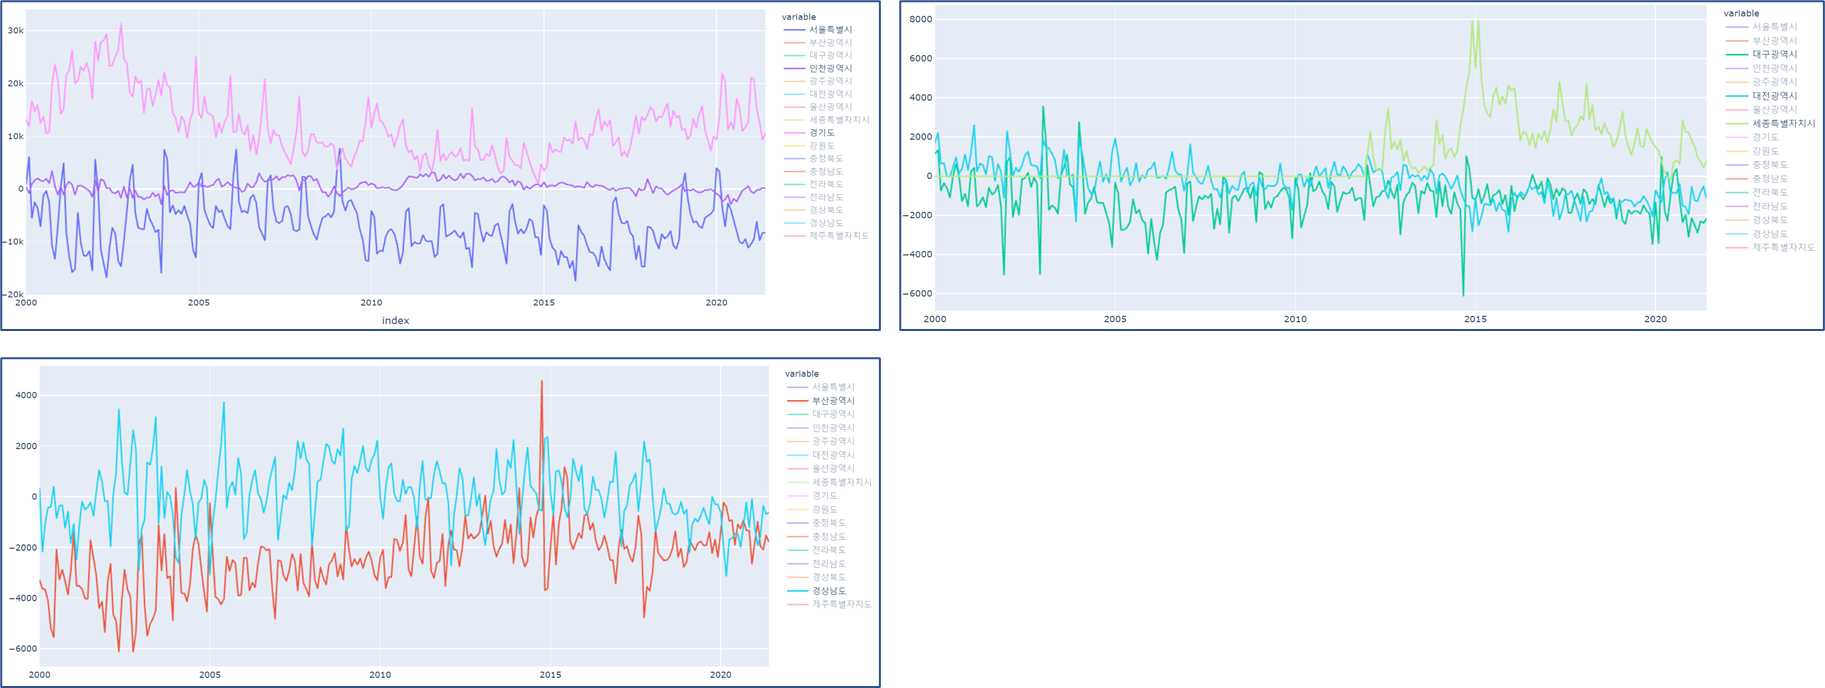 variable
서울특별시
부산광역시
대구광역시
인천광역시
광주광역시
대전광역시
울산광역시
세종특별자치시
경기도
강원도
충청북도
충청남도
전라북도
전라남도
경상북도
경상남도
제주특별자치도
30k
20k
10k
0
−10k
−20k
2000
2005
2010
2015
2020
index
variable
서울특별시
부산광역시
대구광역시
인천광역시
광주광역시
대전광역시
울산광역시
세종특별자치시
경기도
강원도
충청북도
충청남도
전라북도
전라남도
경상북도
경상남도
제주특별자치도
8000
6000
4000
2000
0
−2000
−4000
−6000
2000
2005
2010
2015
2020
variable
서울특별시
부산광역시
대구광역시
인천광역시
광주광역시
대전광역시
울산광역시
세종특별자치시
경기도
강원도
충청북도
충청남도
전라북도
전라남도
경상북도
경상남도
제주특별자치도
4000
2000
0
−2000
−4000
−6000
2000
2005
2010
2015
2020